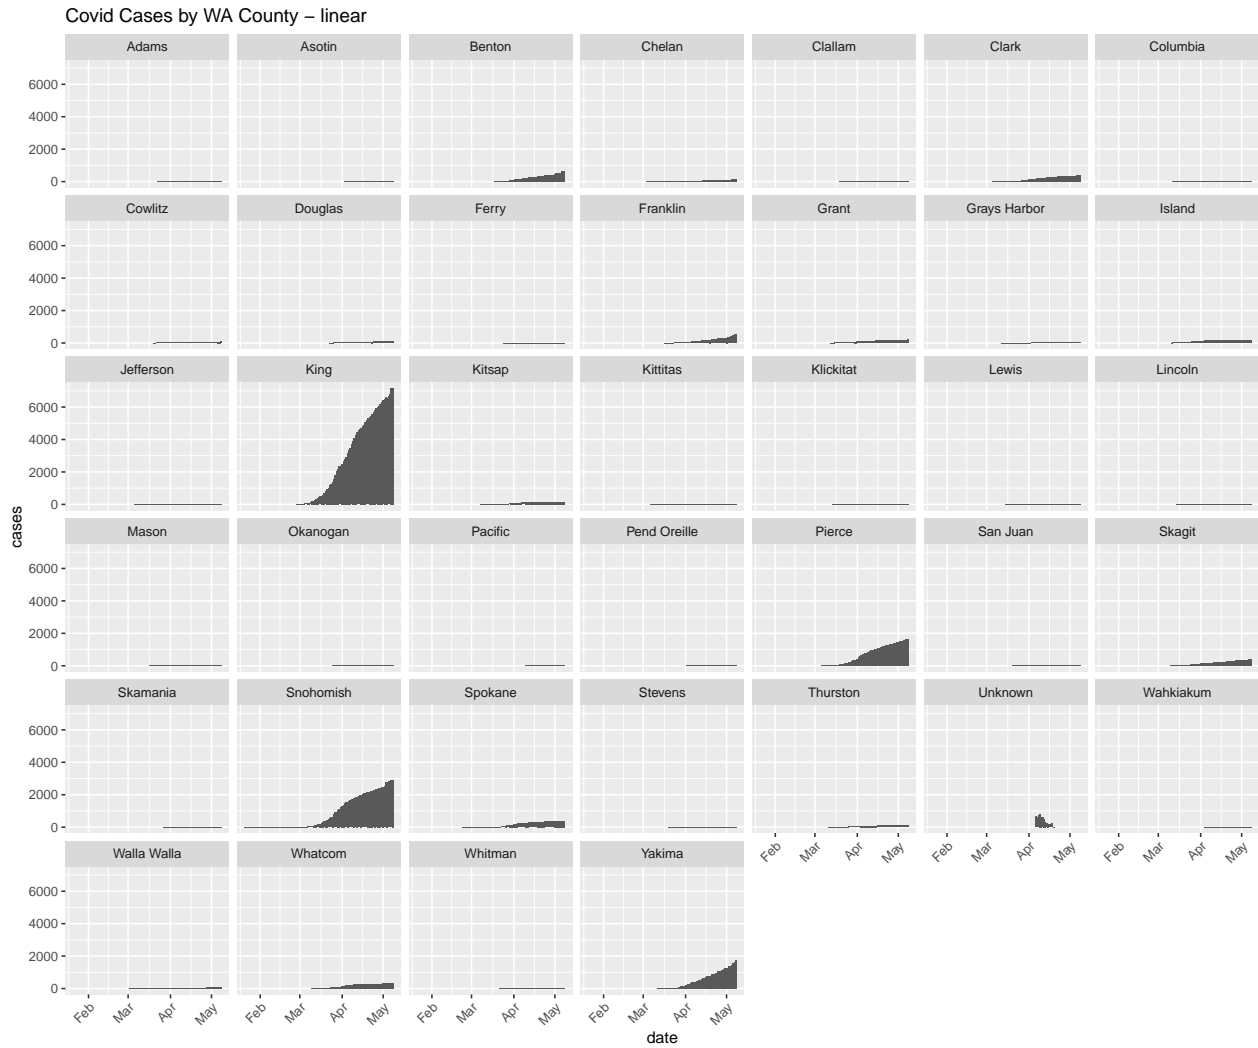 Covid Cases by WA County – linear
Adams Asotin Benton Chelan Clallam Clark Columbia
6000
4000
2000
0
Cowlitz Douglas Ferry Franklin Grant Grays Harbor Island
6000
4000
2000
0
Jefferson King Kitsap Kittitas Klickitat Lewis Lincoln
6000
4000
2000
0
cases
Mason Okanogan Pacific Pend Oreille Pierce San Juan Skagit
6000
4000
2000
0
Skamania Snohomish Spokane Stevens Thurston Unknown Wahkiakum
6000
4000
2000
0
Feb Mar Apr May Feb Mar Apr May Feb Mar Apr May
Walla Walla Whatcom Whitman Yakima
6000
4000
2000
0
Feb Mar Apr May Feb Mar Apr May Feb Mar Apr May Feb Mar Apr May
date